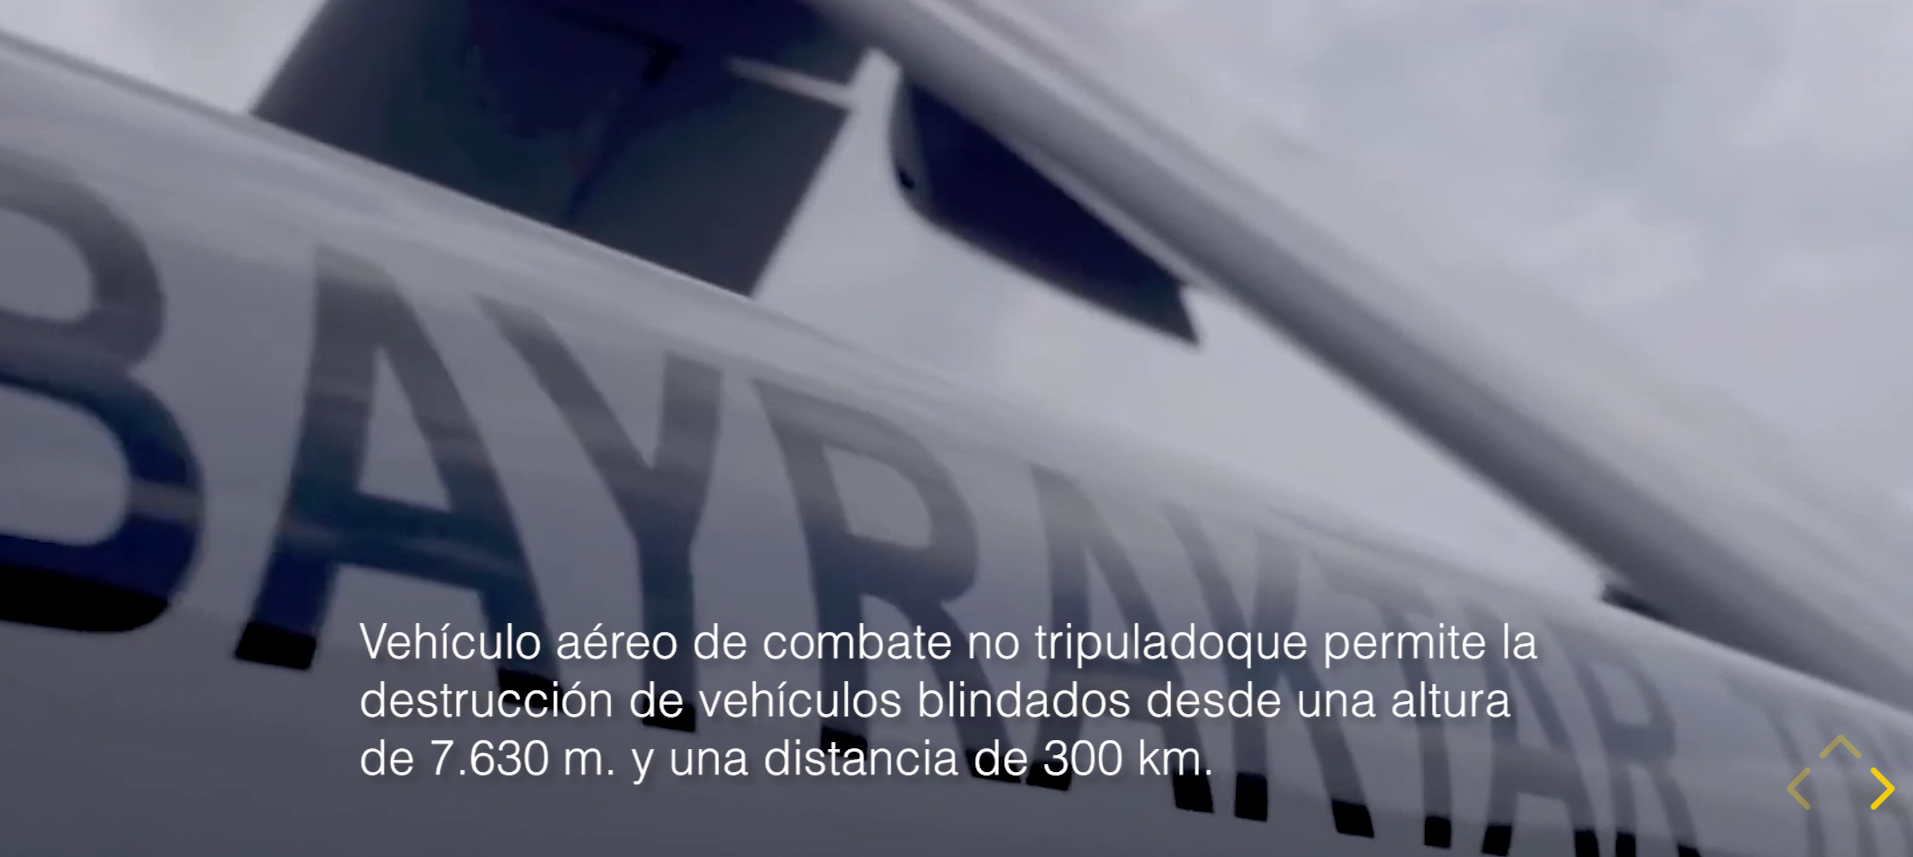 BAYRAKTAR TB
Vehículo aéreo de combate no tripuladoque permite la
destrucción de vehículos blindados desde una altura
de 7.630 m. y una distancia de 300 km.